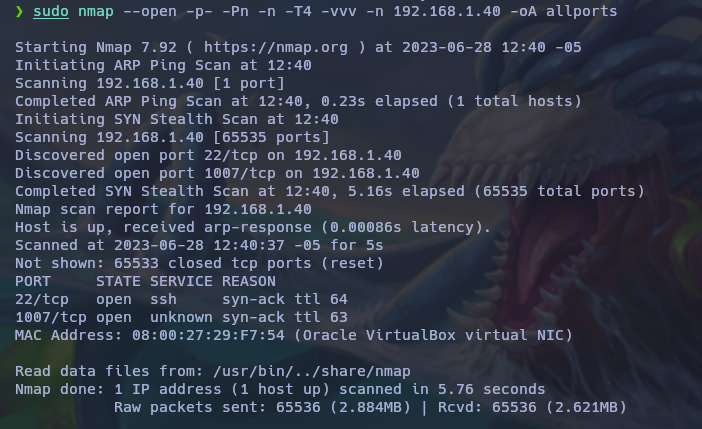 ❯ sudo nmap --open -p- -Pn -n -T4 -vvv -n 192.168.1.40 -oA allports
Starting Nmap 7.92 ( https://nmap.org ) at 2023-06-28 12:40 -05
Initiating ARP Ping Scan at 12:40
Scanning 192.168.1.40 [1 port]
Completed ARP Ping Scan at 12:40, 0.23s elapsed (1 total hosts)
Initiating SYN Stealth Scan at 12:40
Scanning 192.168.1.40 [65535 ports]
Discovered open port 22/tcp on 192.168.1.40
Discovered open port 1007/tcp on 192.168.1.40
Completed SYN Stealth Scan at 12:40, 5.16s elapsed (65535 total ports)
Nmap scan report for 192.168.1.40
Host is up, received arp-response (0.00086s latency).
Scanned at 2023-06-28 12:40:37 -05 for 5s
Not shown: 65533 closed tcp ports (reset)
PORT     STATE SERVICE REASON
22/tcp   open  ssh     syn-ack ttl 64
1007/tcp open  unknown syn-ack ttl 63
MAC Address: 08:00:27:29:F7:54 (Oracle VirtualBox virtual NIC)
Read data files from: /usr/bin/../share/nmap
Nmap done: 1 IP address (1 host up) scanned in 5.76 seconds
Raw packets sent: 65536 (2.884MB) | Rcvd: 65536 (2.621MB)